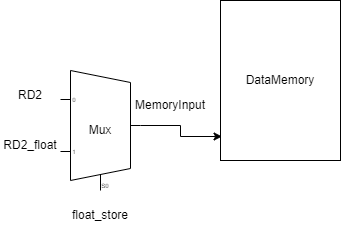 DataMemory
RD2
0
MemoryInput
Mux
RD2_float
1
S0
float_store